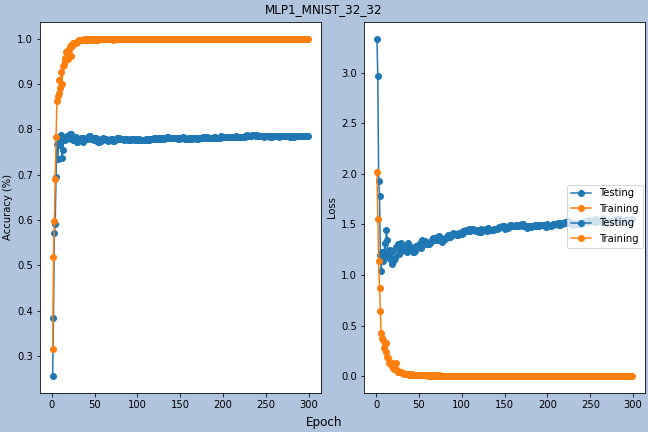 MLP1_MNIST_32_32
Accuracy (%)
1.0
0.9
0.8
0.7
0.6
0.5
0.4
0.3
0 50 100 150 200 250 300
Loss
3.0
2.5
2.0
1.5
1.0
0.5
0.0
0 50 100 150 200 250 300
Testing
Training
Testing
Training
Epoch